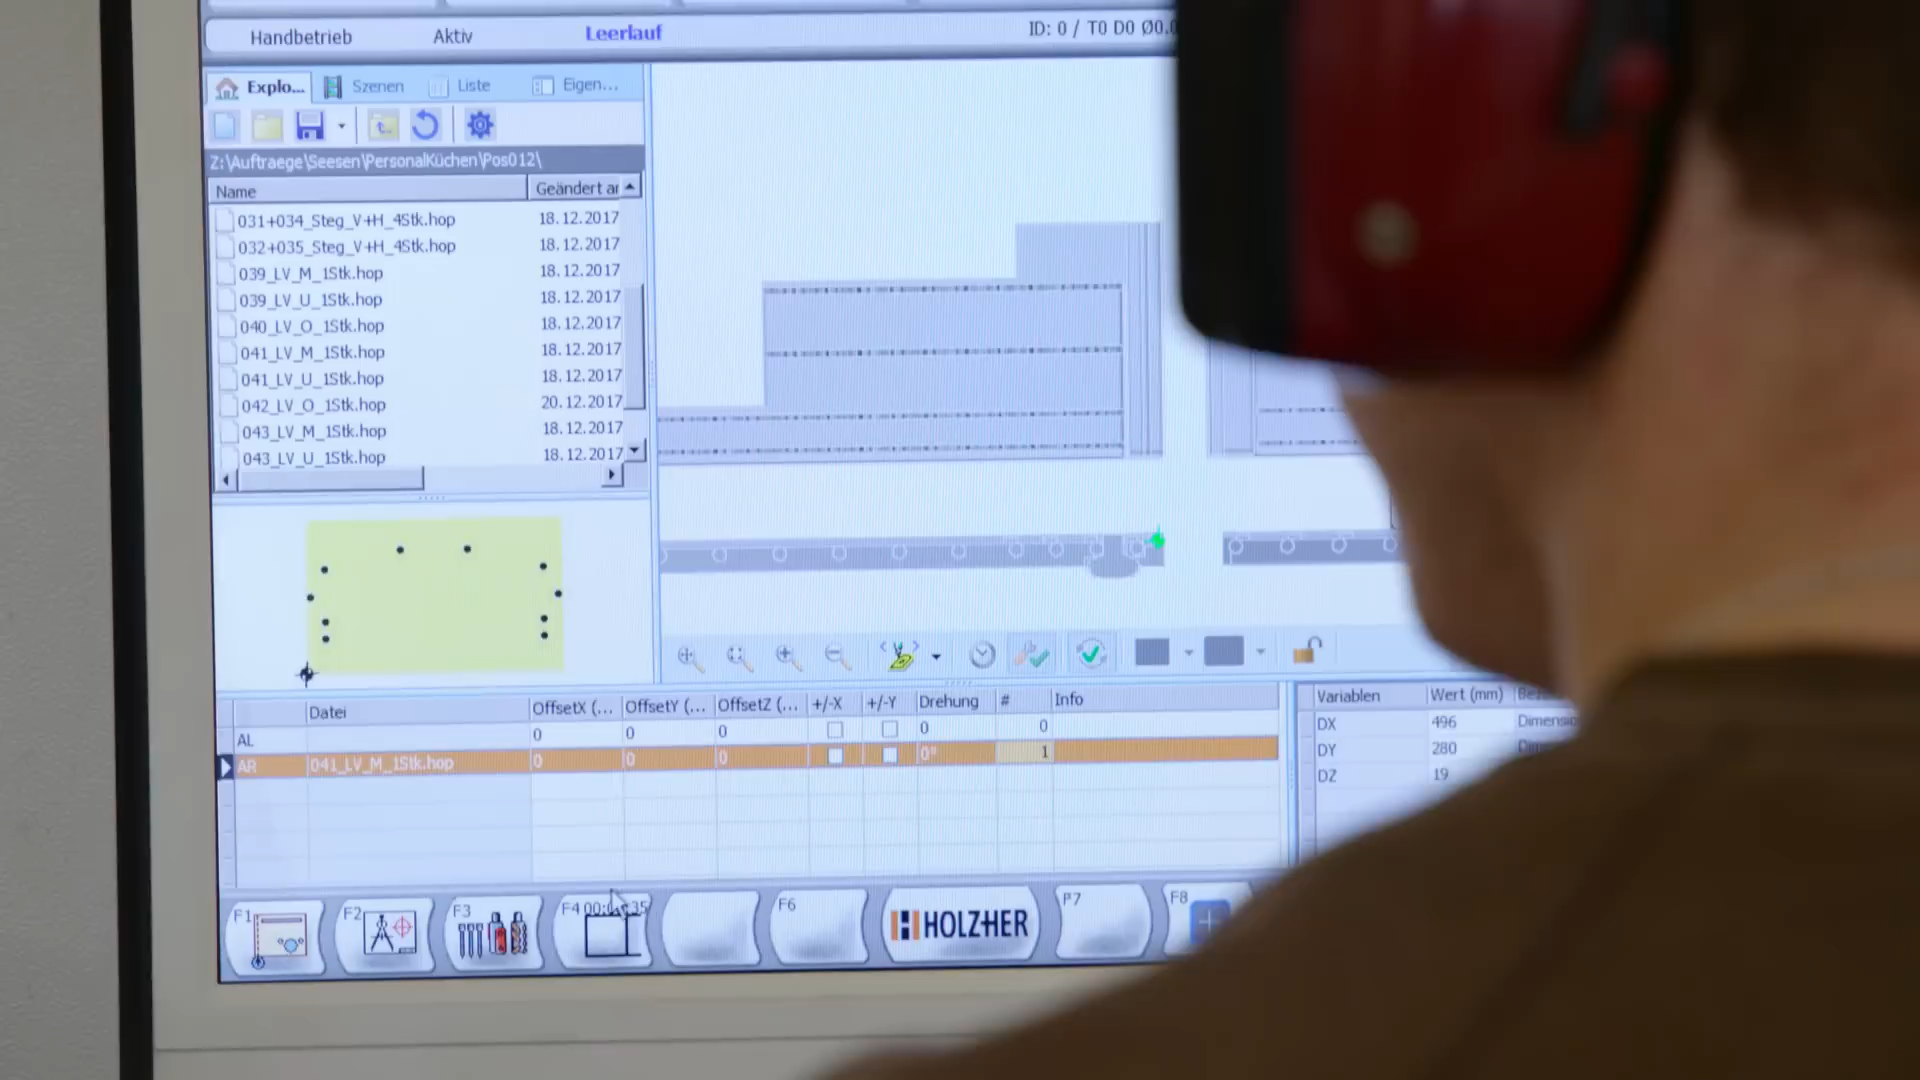 Handbetrieb Aktiv Leerlauf ID: 0 / T0 D0 Ø0.0
Explo... Szenen Liste Eigen...
Z:\Auftraege\Seesen\PersonalKüchen\Pos012\
Name Geändert ar
031+034_Steg_V+H_4Stk.hop 18.12.2017
032+035_Steg_V+H_4Stk.hop 18.12.2017
039_LV_M_1Stk.hop 18.12.2017
039_LV_U_1Stk.hop 18.12.2017
040_LV_O_1Stk.hop 18.12.2017
041_LV_M_1Stk.hop 18.12.2017
041_LV_U_1Stk.hop 18.12.2017
042_LV_O_1Stk.hop 20.12.2017
043_LV_M_1Stk.hop 18.12.2017
043_LV_U_1Stk.hop 18.12.2017
Datei OffsetX (... OffsetY (... OffsetZ (... +/-X +/-Y Drehung # Info
AL 0 0 0 0 0
AR 041_LV_M_1Stk.hop 0 0 0 0° 1
Variablen Wert (mm)
DX 496 Dimensio
DY 280
DZ 19
F1 F2 F3 F4 F6 HOLZHER P7 F8